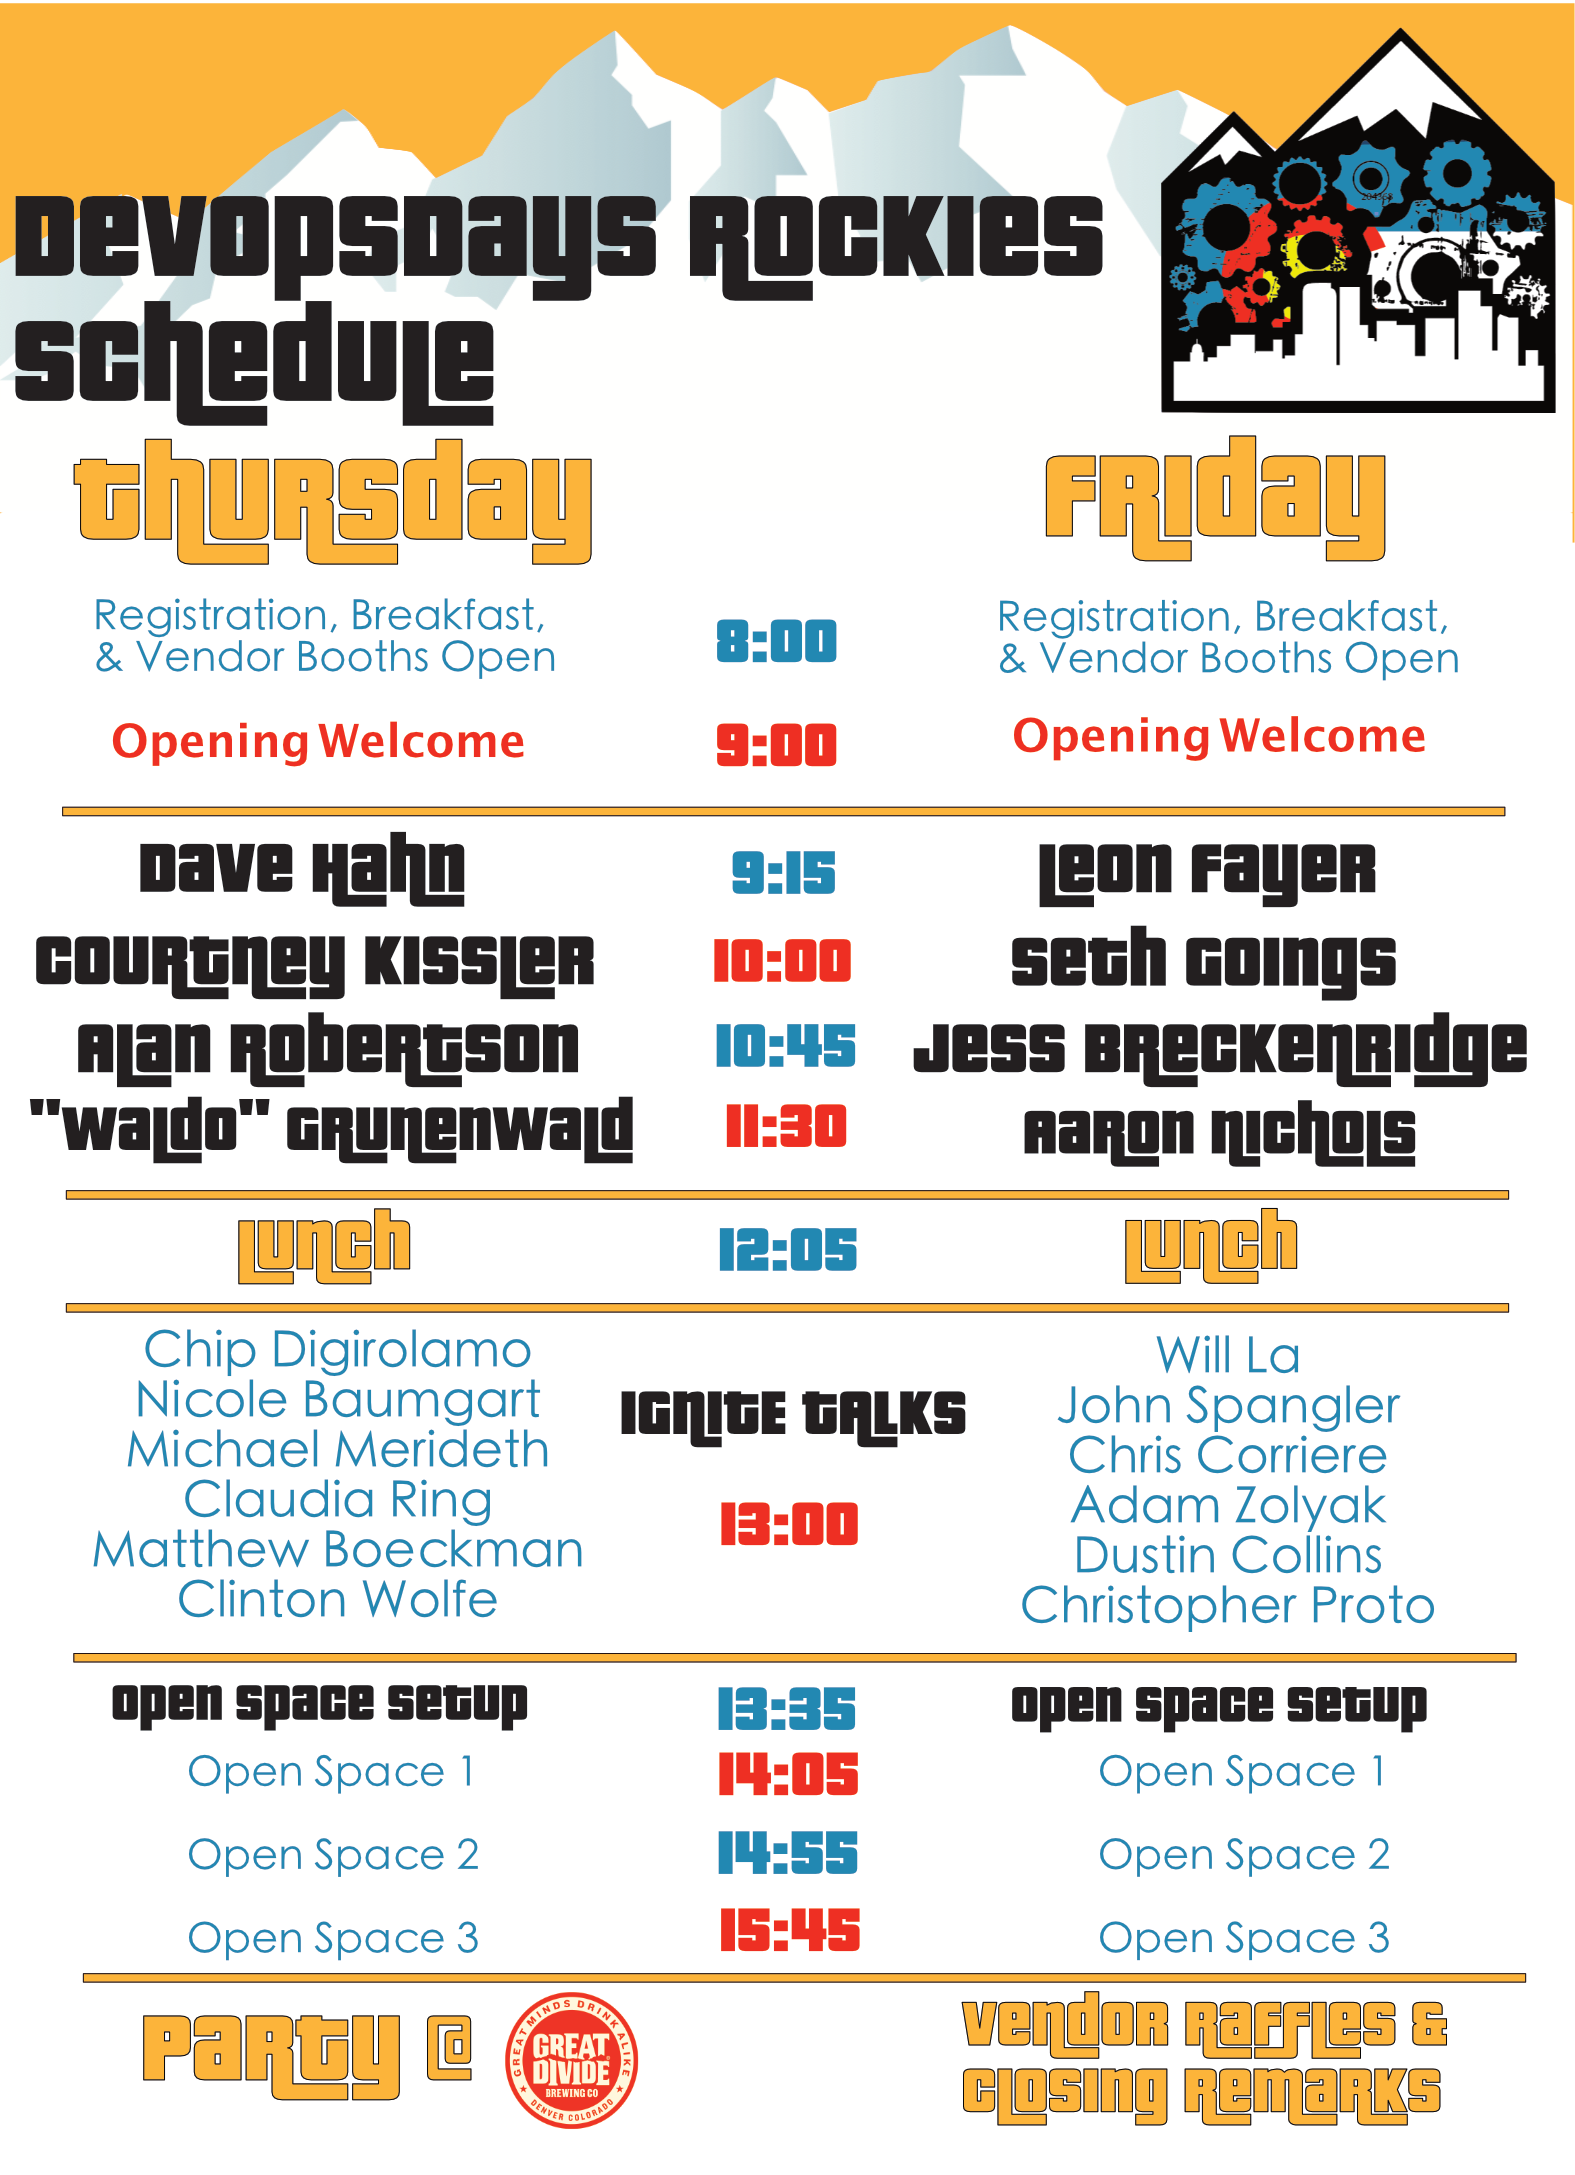 DevOpsDays Rockies
Schedule
204368
Thursday
Friday
Registration, Breakfast,
& Vendor Booths Open
8:00
Registration, Breakfast,
& Vendor Booths Open
Opening Welcome
9:00
Opening Welcome
Dave Hahn
9:15
Leon Fayer
Courtney Kissler
10:00
Seth Goings
Alan Robertson
10:45
Jess Breckenridge
"Waldo" Grunenwald
11:30
Aaron Nichols
Lunch
12:05
Lunch
Chip Digirolamo
Nicole Baumgart
Michael Merideth
Claudia Ring
Matthew Boeckman
Clinton Wolfe
Ignite Talks
13:00
Will La
John Spangler
Chris Corriere
Adam Zolyak
Dustin Collins
Christopher Proto
Open Space Setup
13:35
Open Space Setup
Open Space 1
14:05
Open Space 1
Open Space 2
14:55
Open Space 2
Open Space 3
15:45
Open Space 3
Party @
GREAT MINDS DRINK ALIKE
GREAT
DIVIDE
BREWING CO
DENVER COLORADO
Vendor Raffles &
Closing Remarks